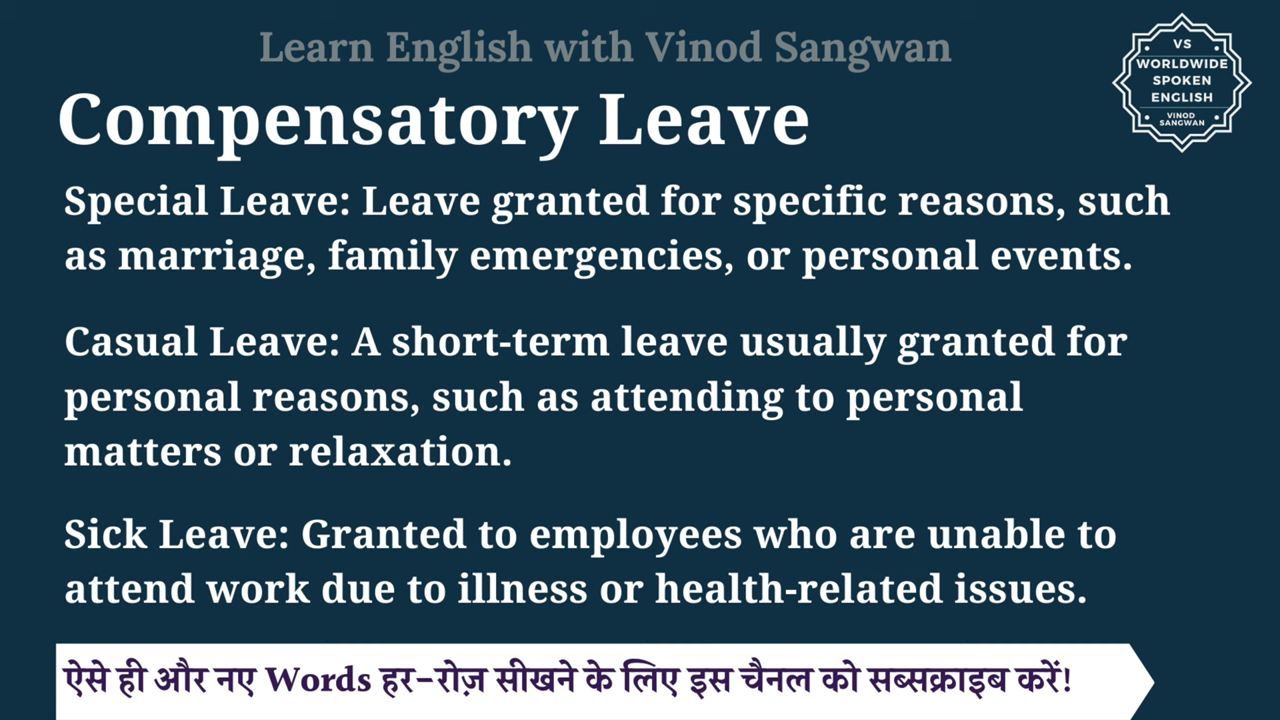 Learn English with Vinod Sangwan
VS
WORLDWIDE
SPOKEN
ENGLISH
VINOD
SANGWAN
Compensatory Leave
Special Leave: Leave granted for specific reasons, such
as marriage, family emergencies, or personal events.
Casual Leave: A short-term leave usually granted for
personal reasons, such as attending to personal
matters or relaxation.
Sick Leave: Granted to employees who are unable to
attend work due to illness or health-related issues.
ऐसे ही और नए Words हर-रोज़ सीखने के लिए इस चैनल को सब्सक्राइब करें!